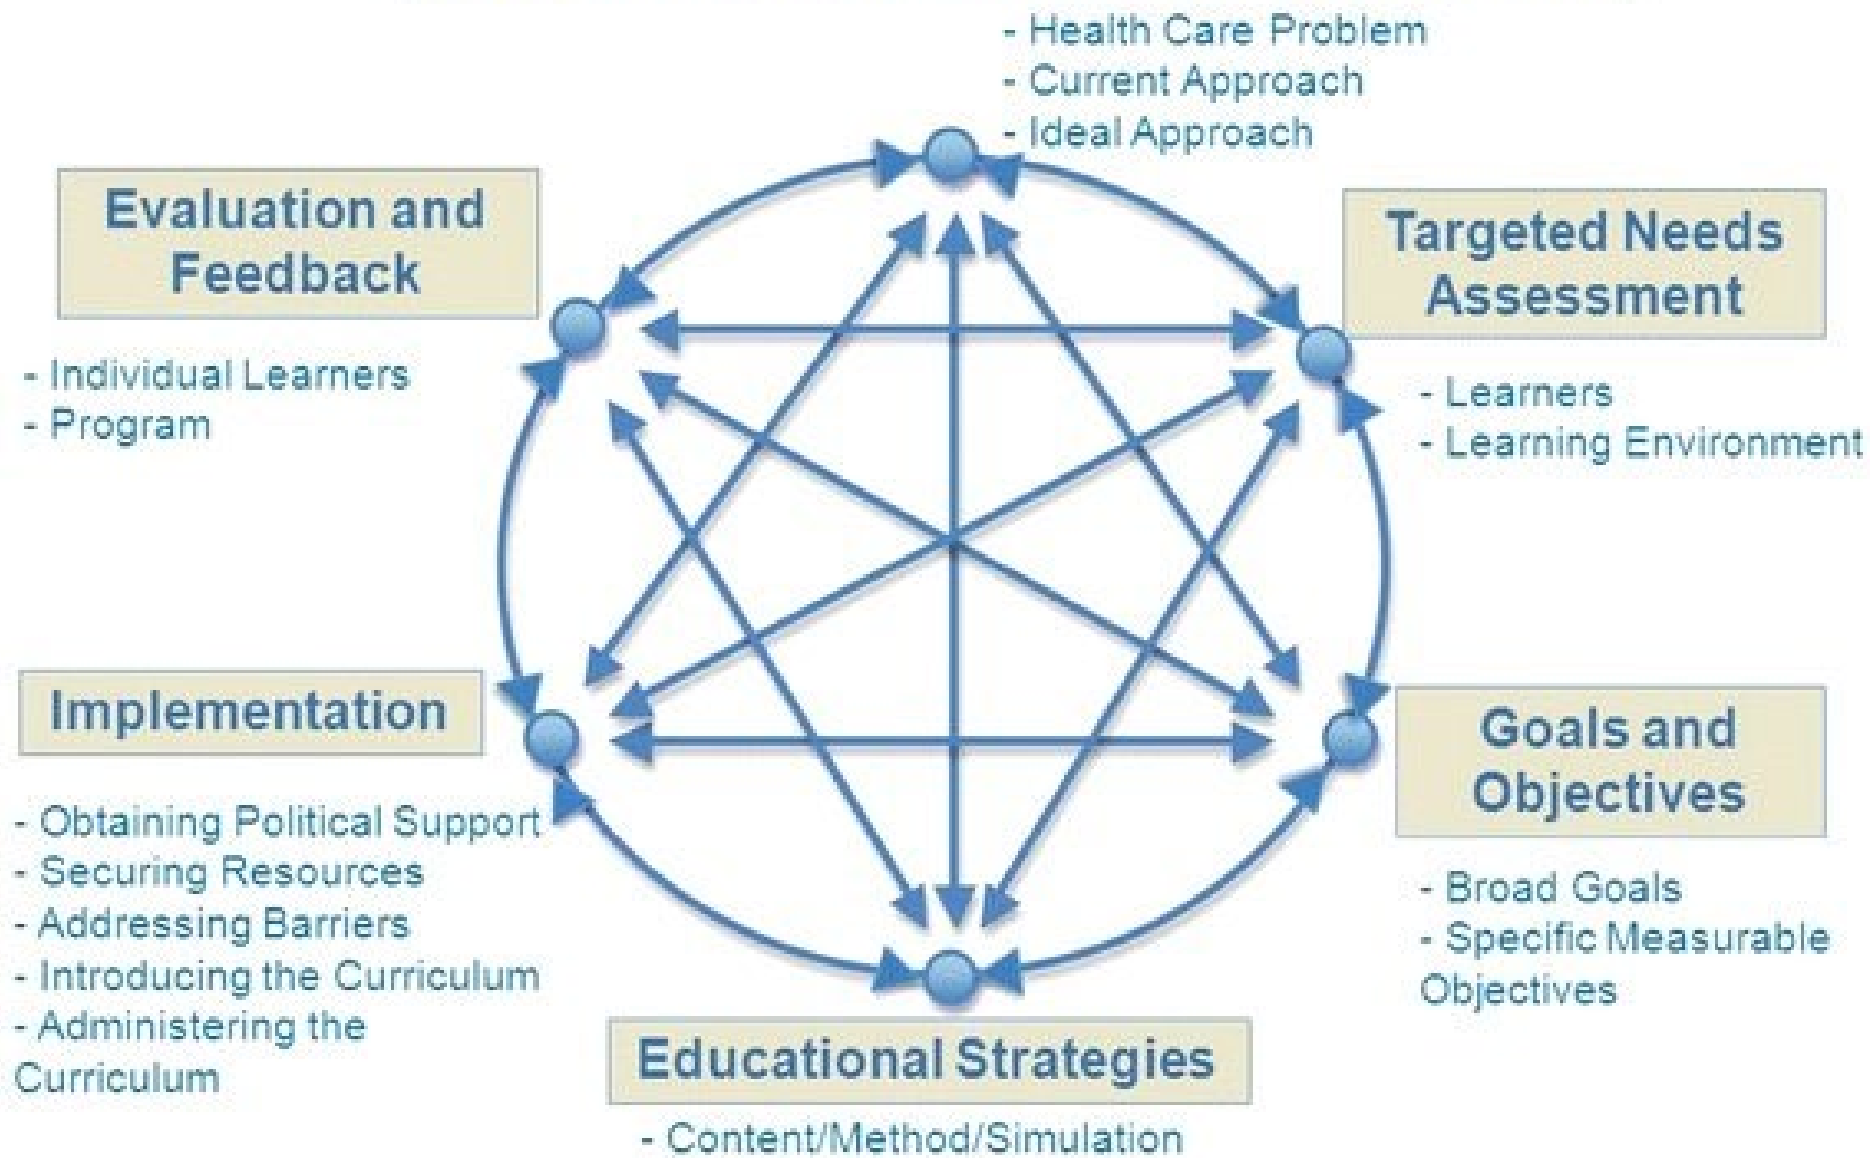 - Health Care Problem
- Current Approach
- Ideal Approach
Evaluation and
Feedback
- Individual Learners
- Program
Targeted Needs
Assessment
- Learners
- Learning Environment
Implementation
- Obtaining Political Support
- Securing Resources
- Addressing Barriers
- Introducing the Curriculum
- Administering the
Curriculum
Goals and
Objectives
- Broad Goals
- Specific Measurable
Objectives
Educational Strategies
- Content/Method/Simulation